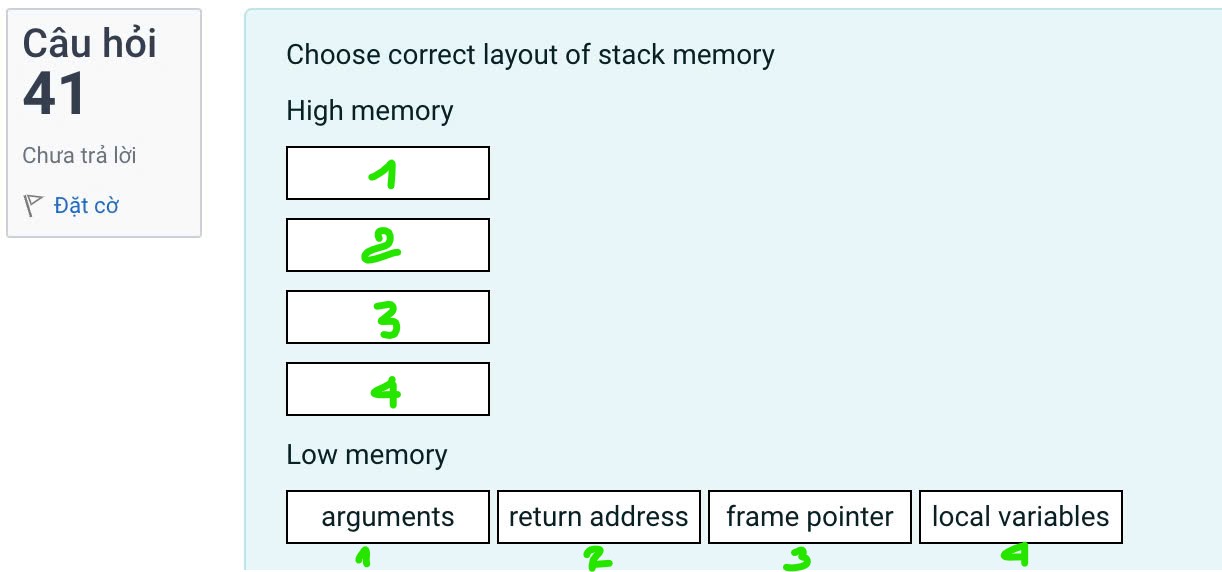 Câu hỏi
41
Chưa trả lời
Đặt cờ
Choose correct layout of stack memory
High memory
1
2
3
4
Low memory
arguments return address frame pointer local variables
1 2 3 4